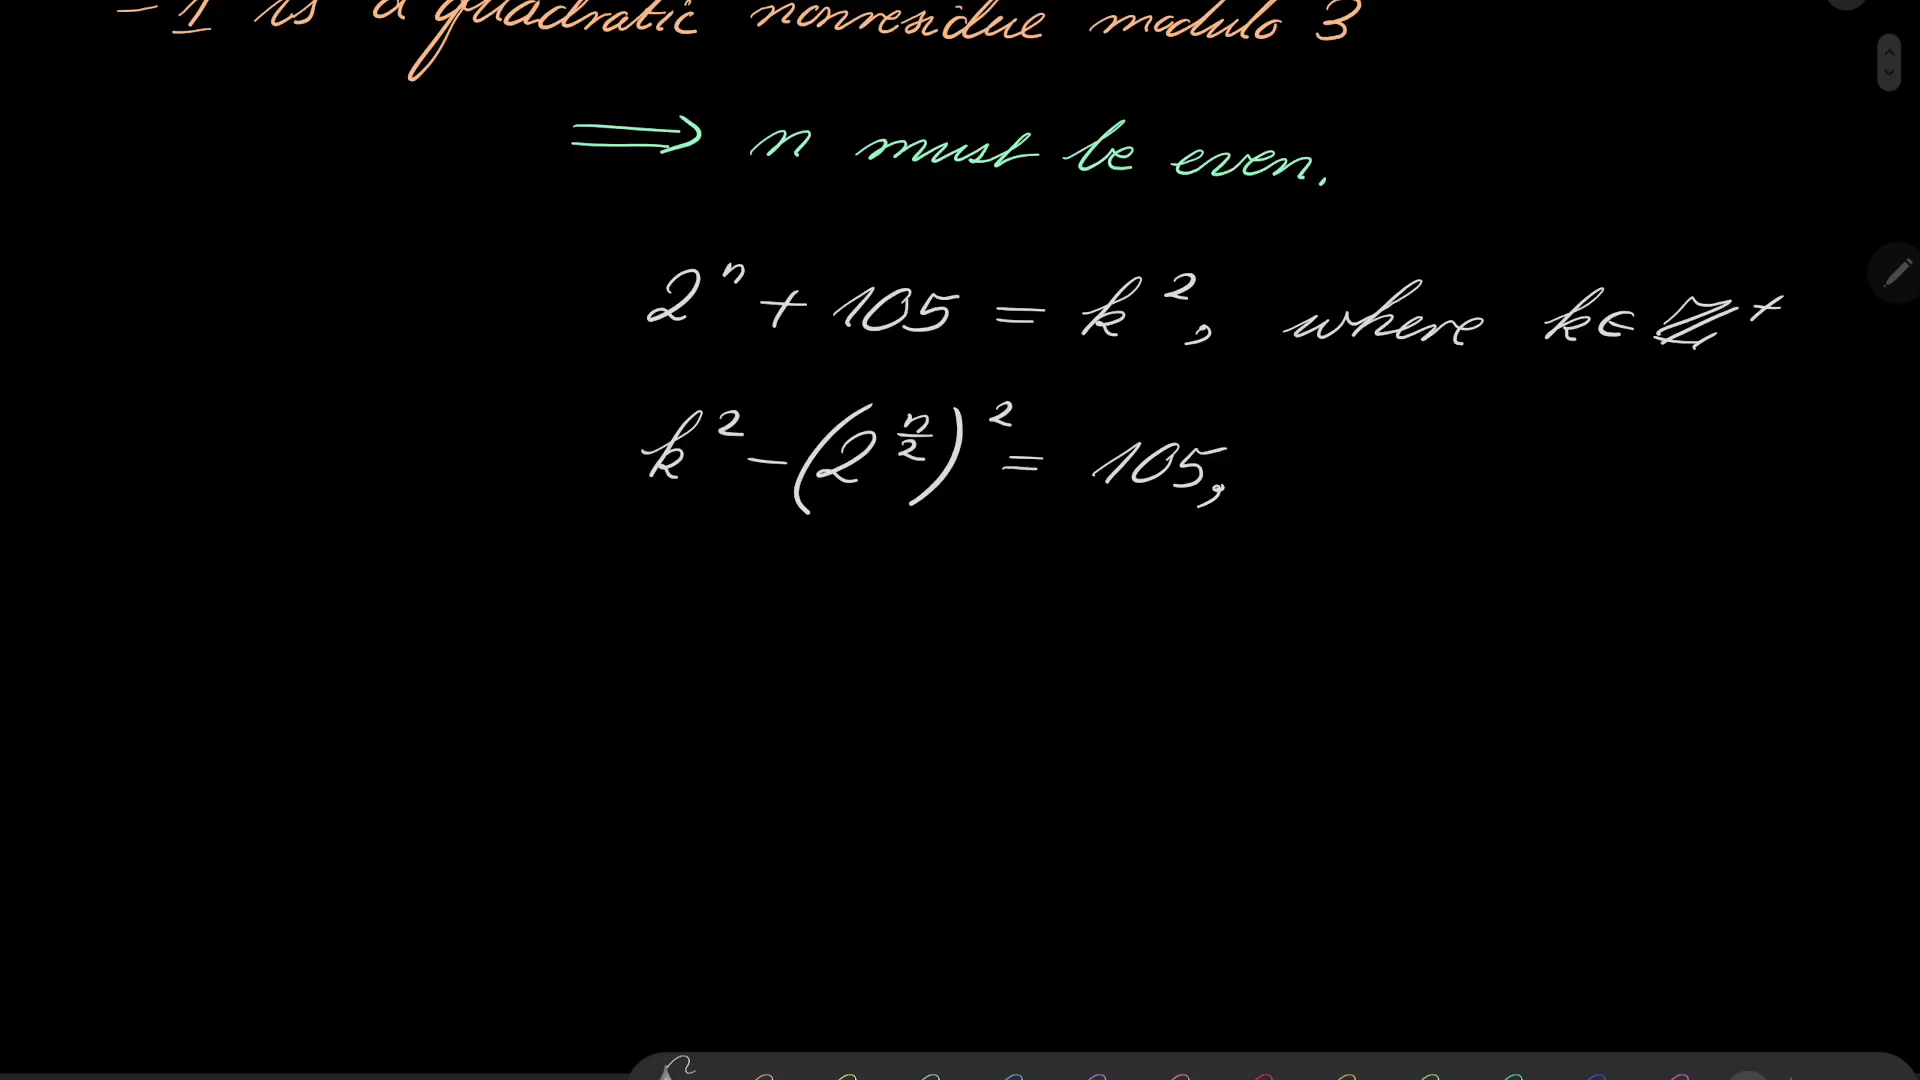 -1 is a quadratic nonresidue modulo 3
⟹ n must be even.
2^n + 105 = k^2, where k ∈ ℤ^+
k^2 - (2^{n/2})^2 = 105,